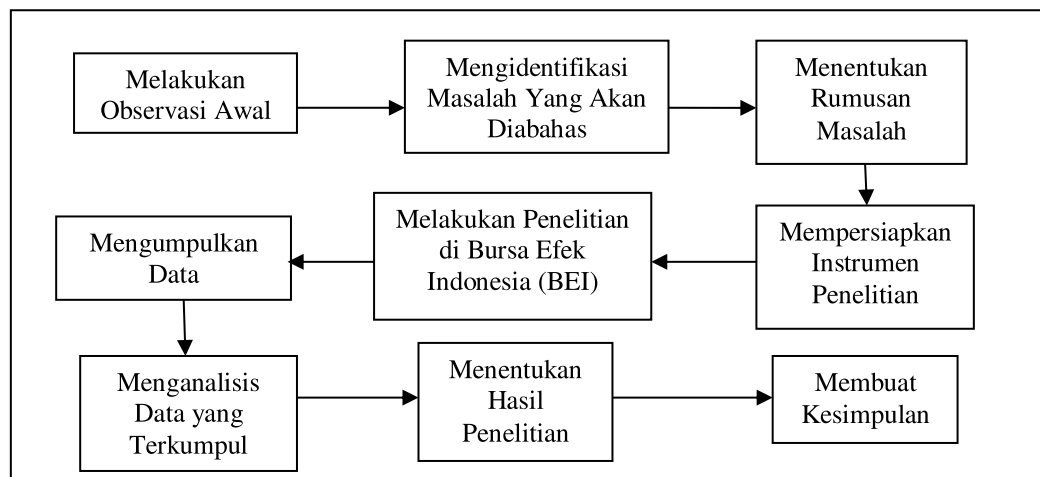 Melakukan
Observasi Awal
Mengidentifikasi
Masalah Yang Akan
Diabahas
Menentukan
Rumusan
Masalah
Mempersiapkan
Instrumen
Penelitian
Melakukan Penelitian
di Bursa Efek
Indonesia (BEI)
Mengumpulkan
Data
Menganalisis
Data yang
Terkumpul
Menentukan
Hasil
Penelitian
Membuat
Kesimpulan